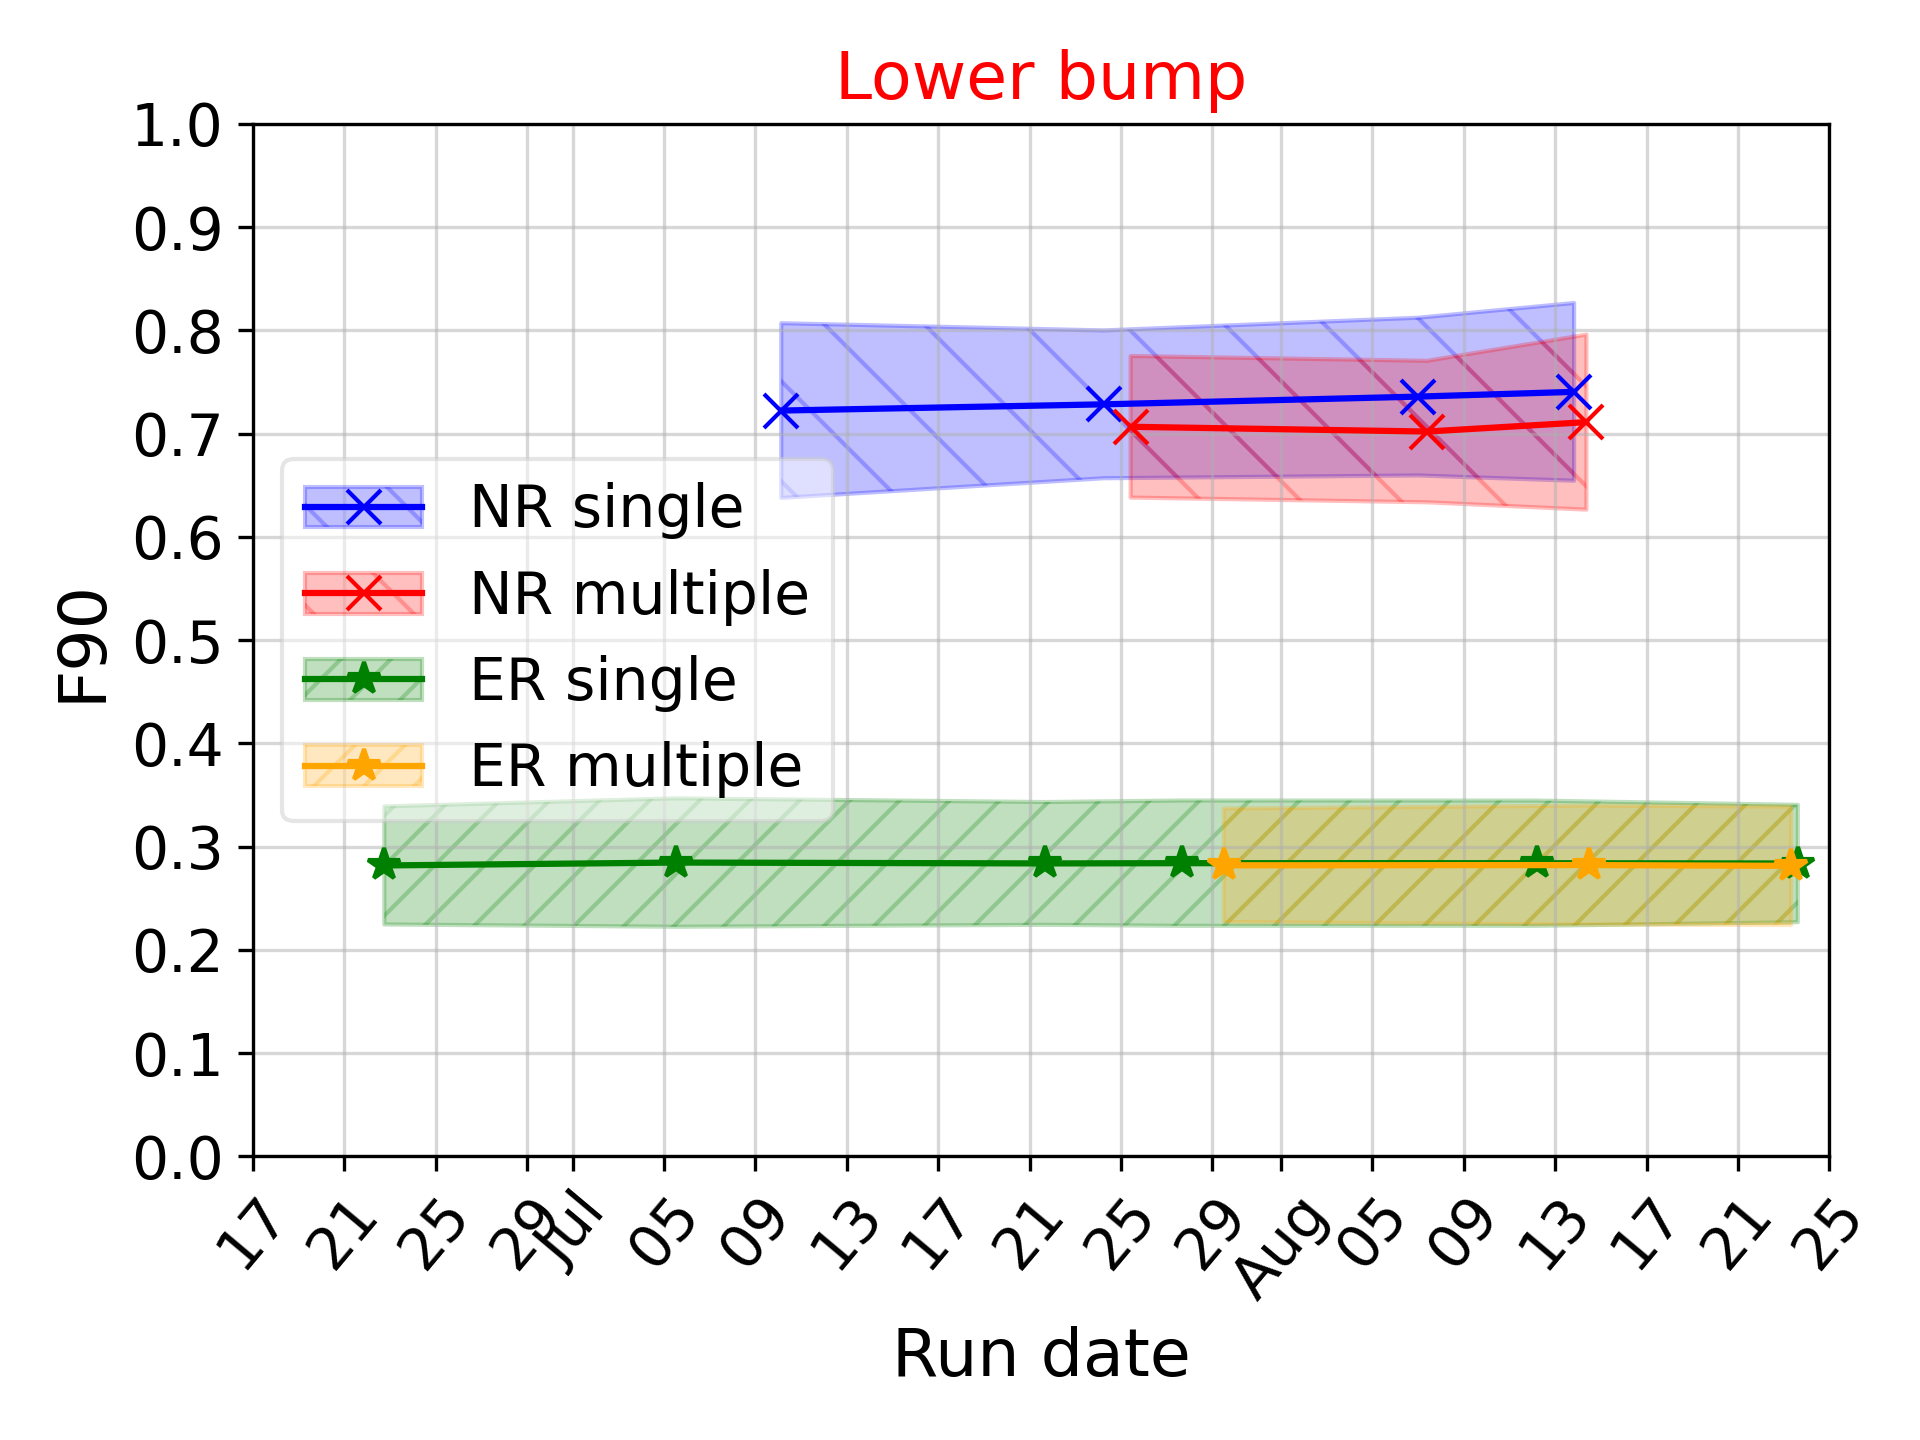 Lower bump
1.0
0.9
0.8
0.7
0.6
0.5
0.4
0.3
0.2
0.1
0.0
F90
NR single
NR multiple
ER single
ER multiple
17 21 25 29 Jul 05 09 13 17 21 25 29 Aug 05 09 13 17 21 25
Run date